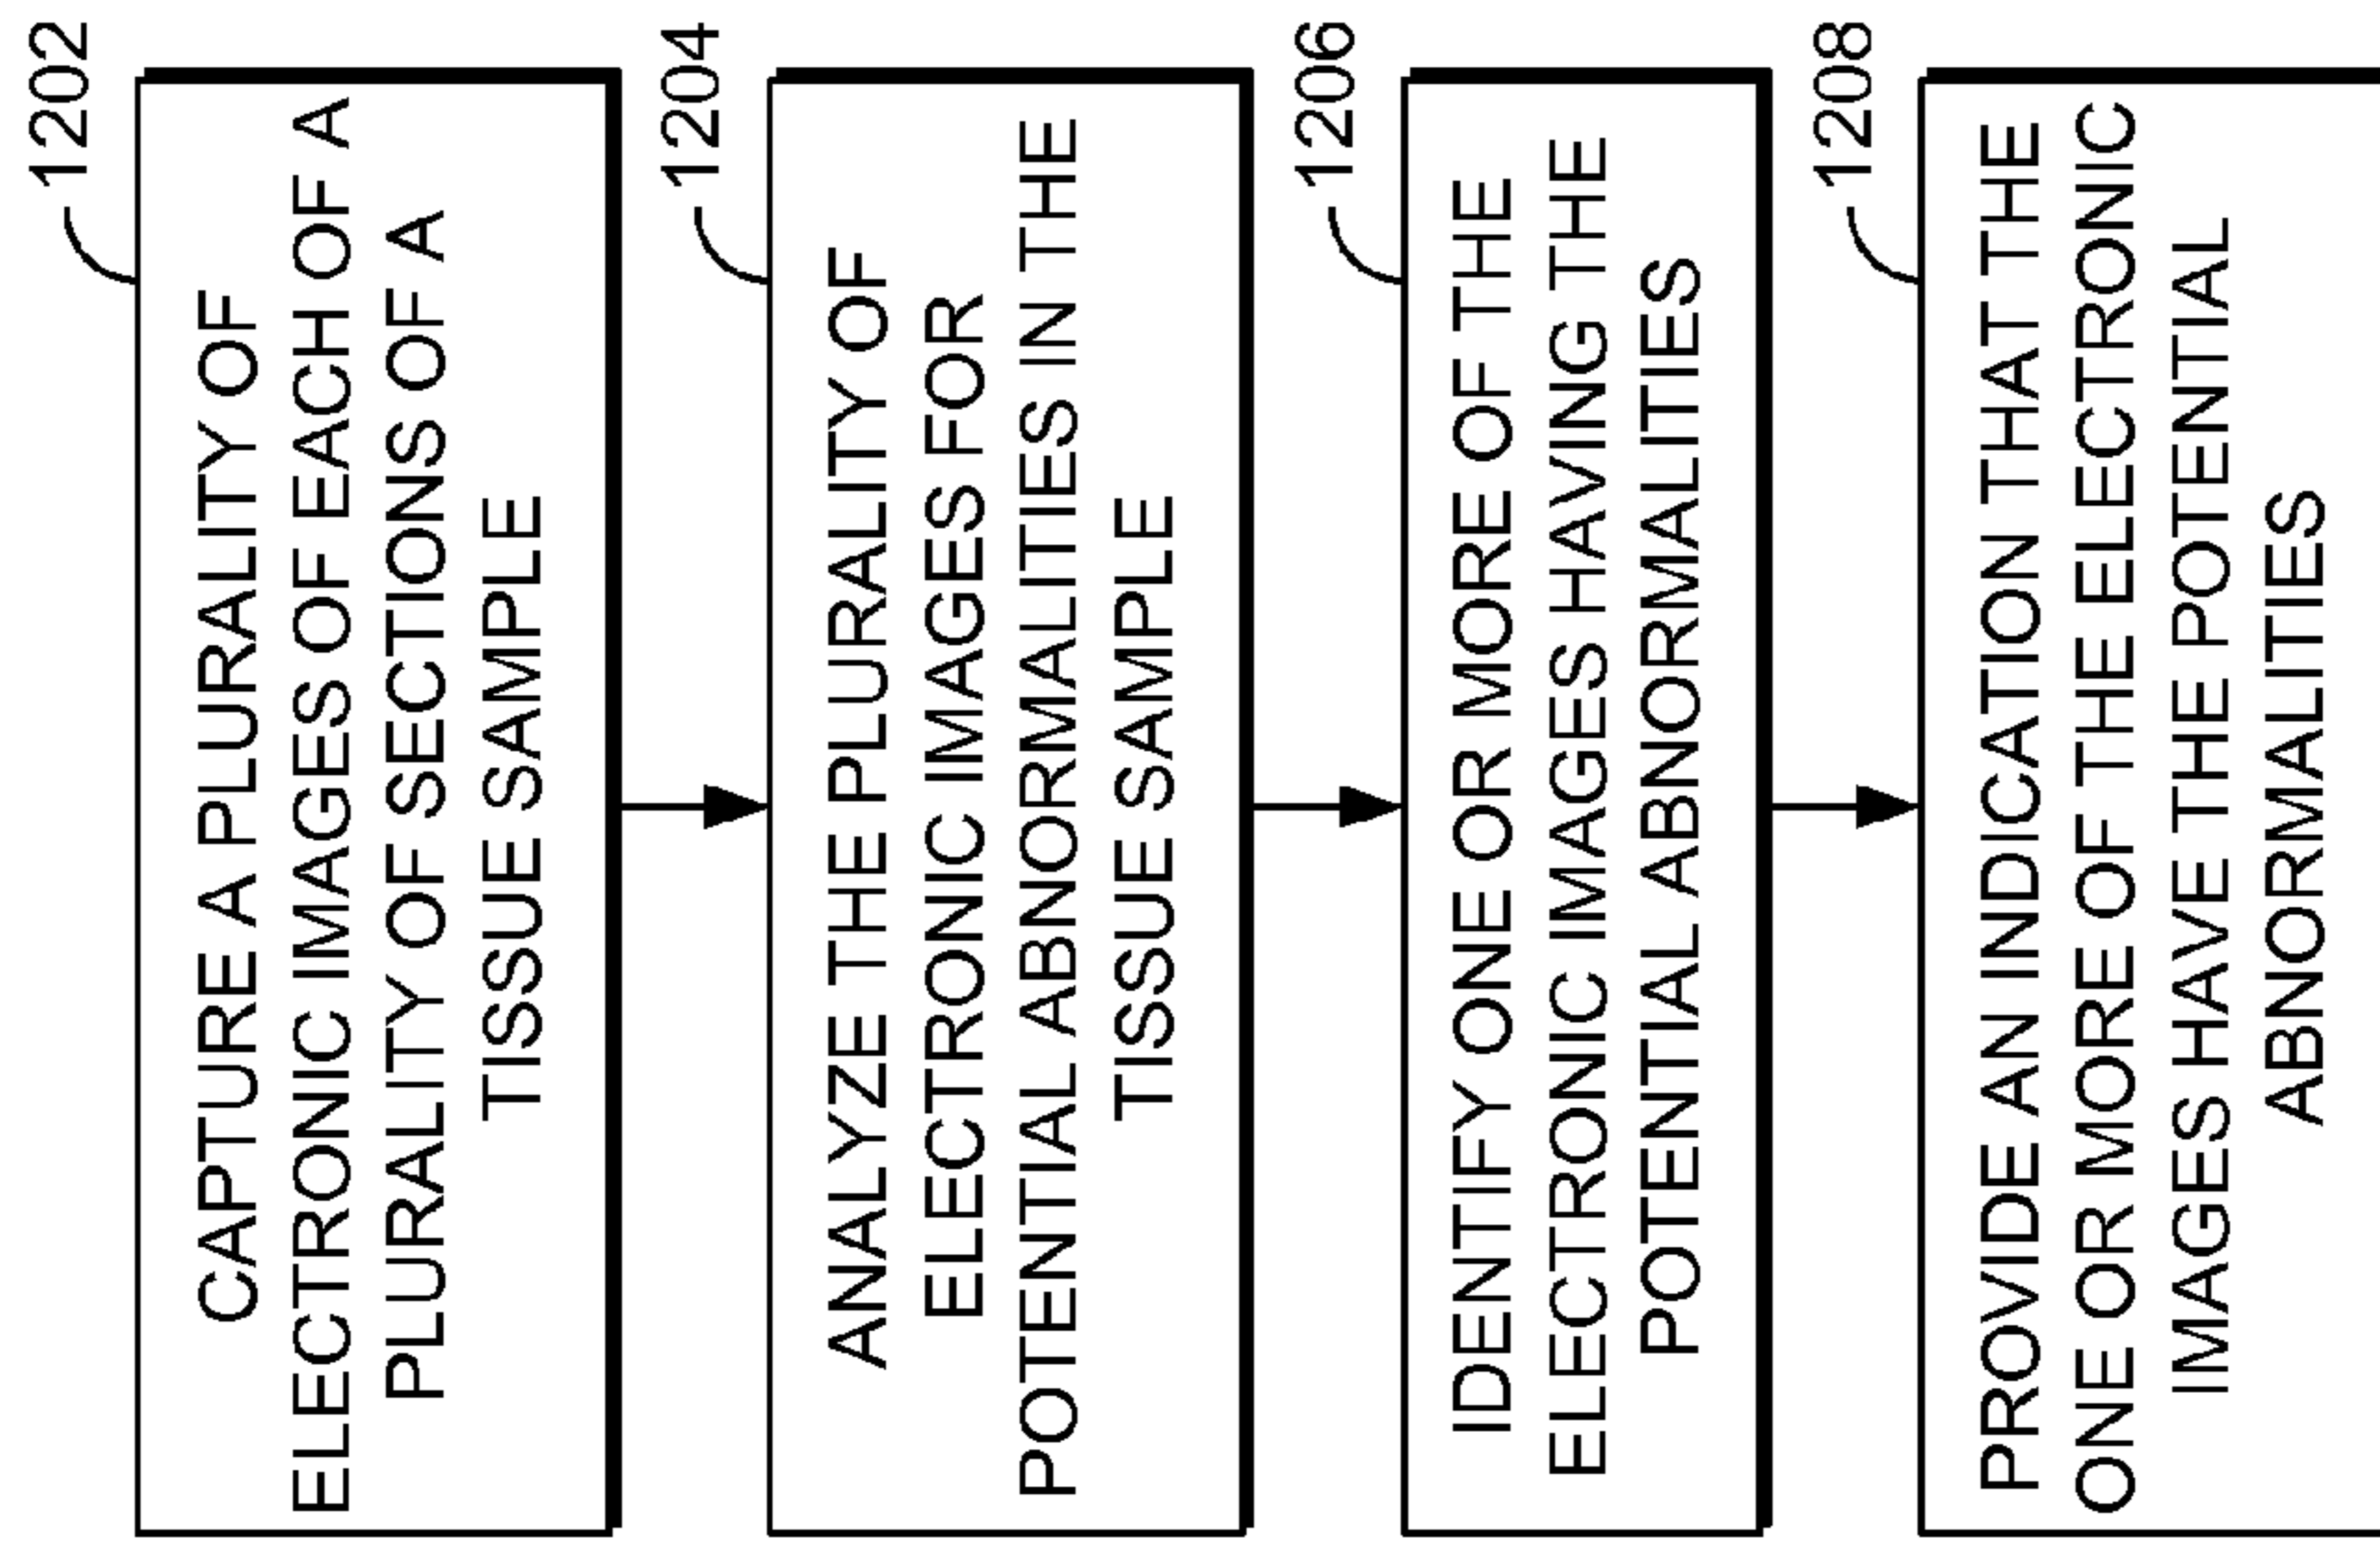 1202
CAPTURE A PLURALITY OF
ELECTRONIC IMAGES OF EACH OF A
PLURALITY OF SECTIONS OF A
TISSUE SAMPLE
1204
ANALYZE THE PLURALITY OF
ELECTRONIC IMAGES FOR
POTENTIAL ABNORMALITIES IN THE
TISSUE SAMPLE
1206
IDENTIFY ONE OR MORE OF THE
ELECTRONIC IMAGES HAVING THE
POTENTIAL ABNORMALITIES
1208
PROVIDE AN INDICATION THAT THE
ONE OR MORE OF THE ELECTRONIC
IMAGES HAVE THE POTENTIAL
ABNORMALITIES